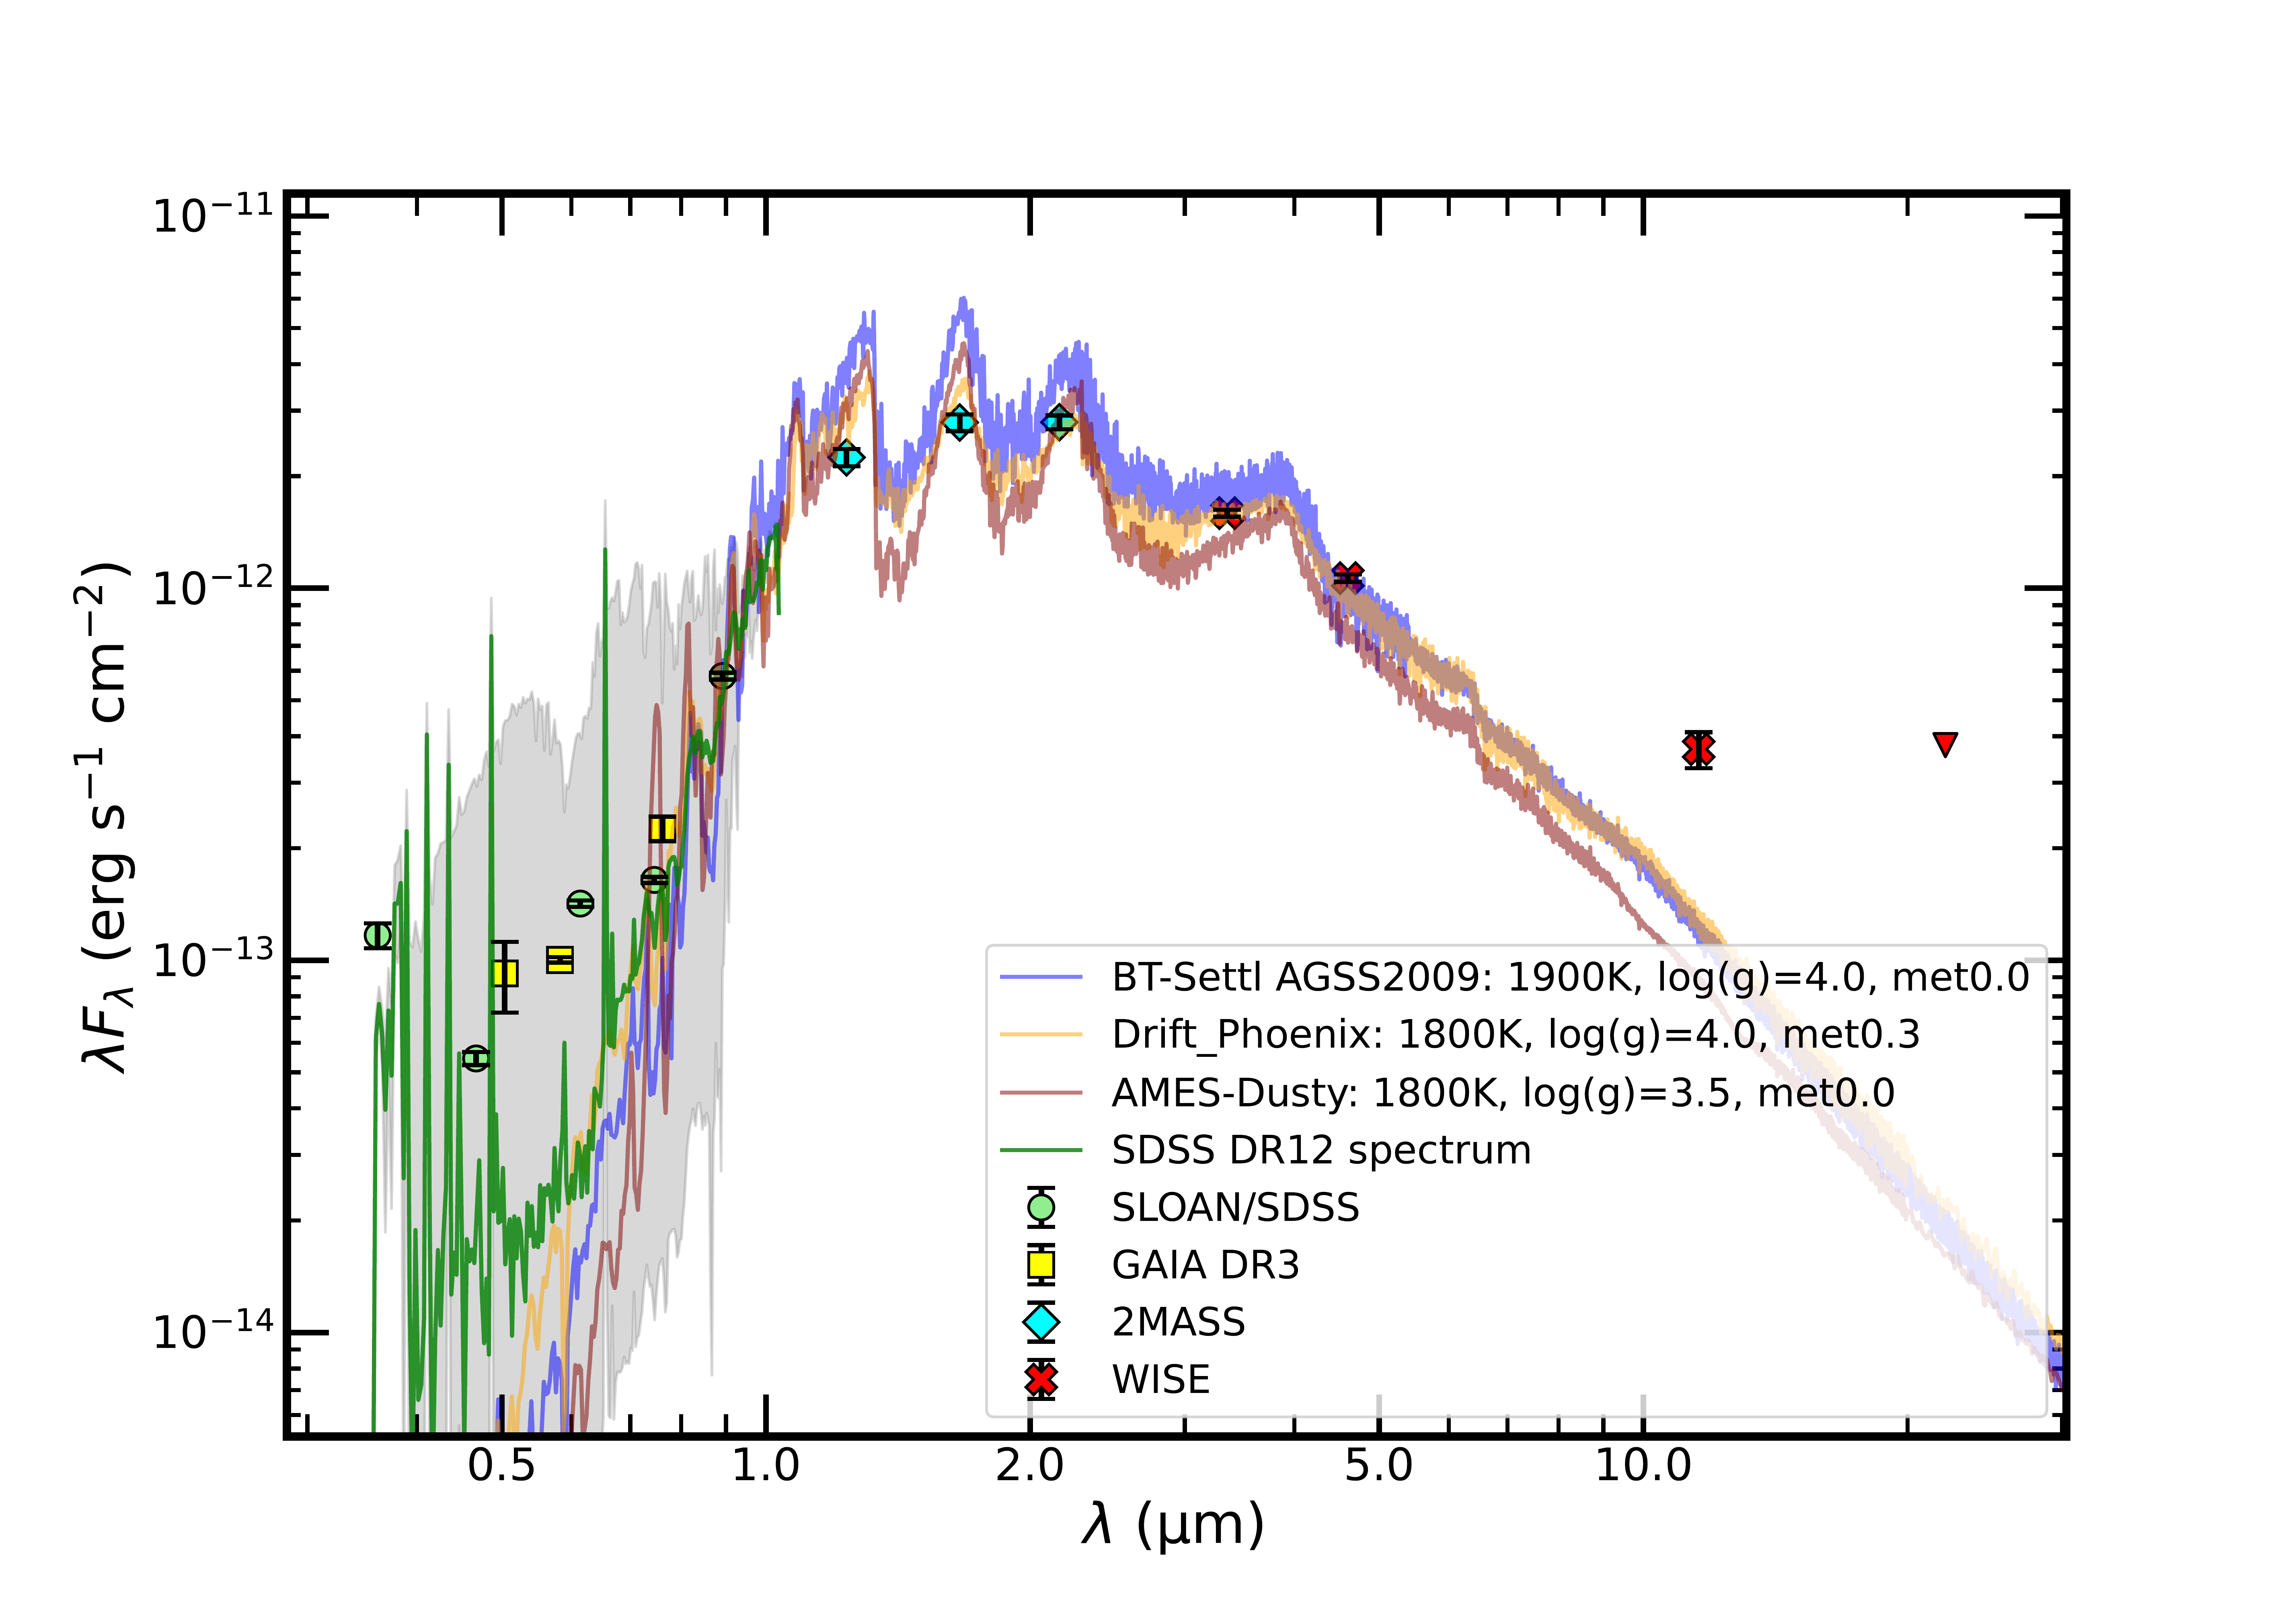 10⁻¹¹
10⁻¹²
10⁻¹³
10⁻¹⁴
λF_λ (erg s⁻¹ cm⁻²)
BT-Settl AGSS2009: 1900K, log(g)=4.0, met0.0
Drift_Phoenix: 1800K, log(g)=4.0, met0.3
AMES-Dusty: 1800K, log(g)=3.5, met0.0
SDSS DR12 spectrum
SLOAN/SDSS
GAIA DR3
2MASS
WISE
0.5 1.0 2.0 5.0 10.0
λ (μm)